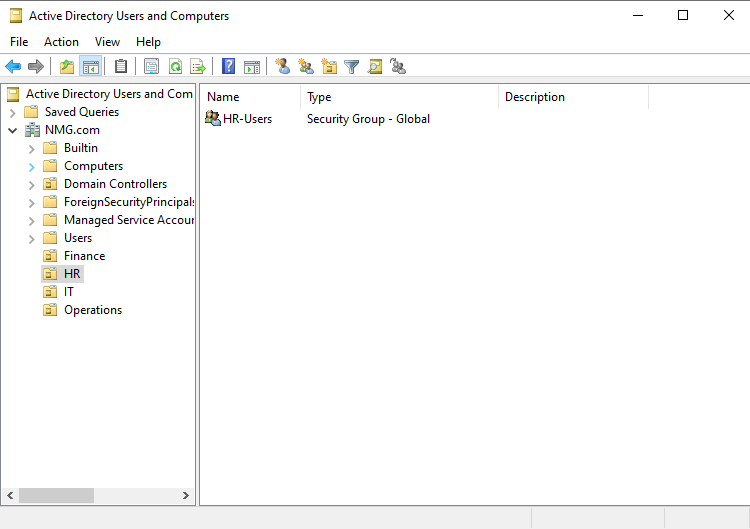 Active Directory Users and Computers
File Action View Help
Active Directory Users and Com
Saved Queries
NMG.com
Builtin
Computers
Domain Controllers
ForeignSecurityPrincipals
Managed Service Accour
Users
Finance
HR
IT
Operations
Name Type Description
HR-Users Security Group - Global